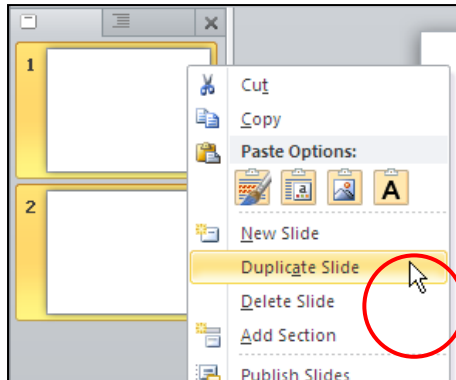 1
Cut
Copy
Paste Options:
a
A
2
New Slide
Duplicate Slide
Delete Slide
Add Section
Publish Slides